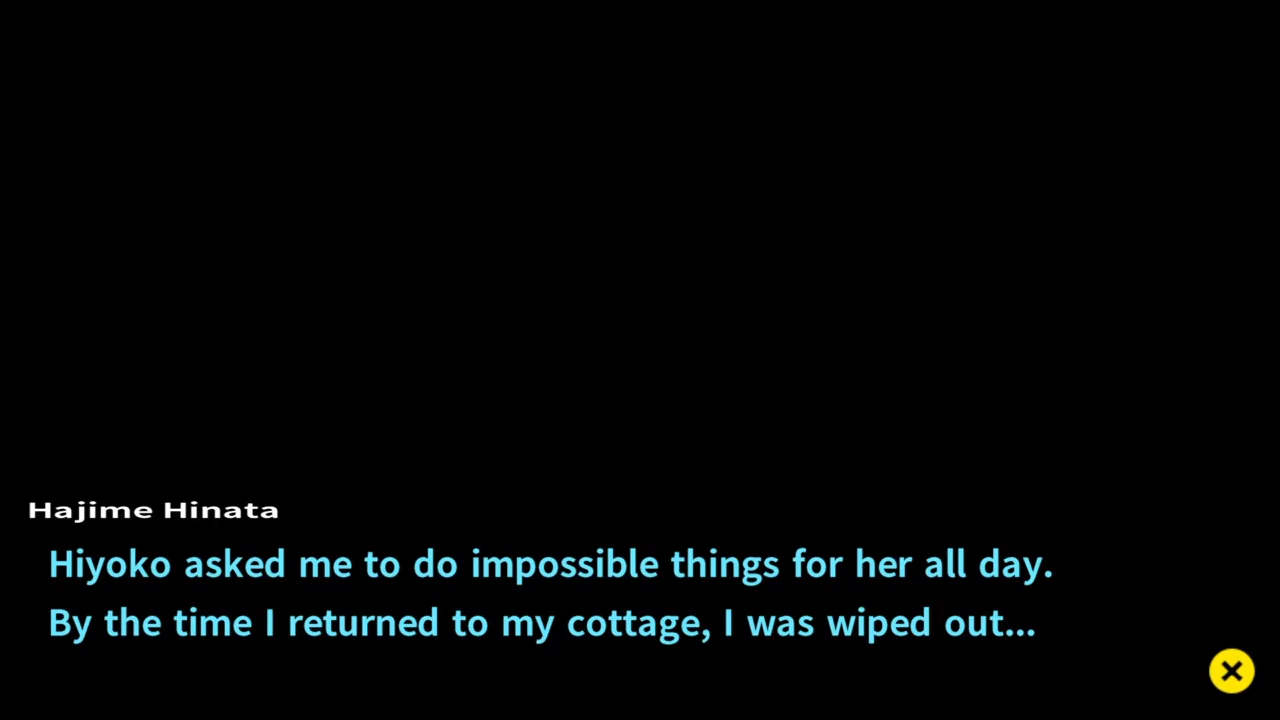 Hajime Hinata
Hiyoko asked me to do impossible things for her all day.
By the time I returned to my cottage, I was wiped out...